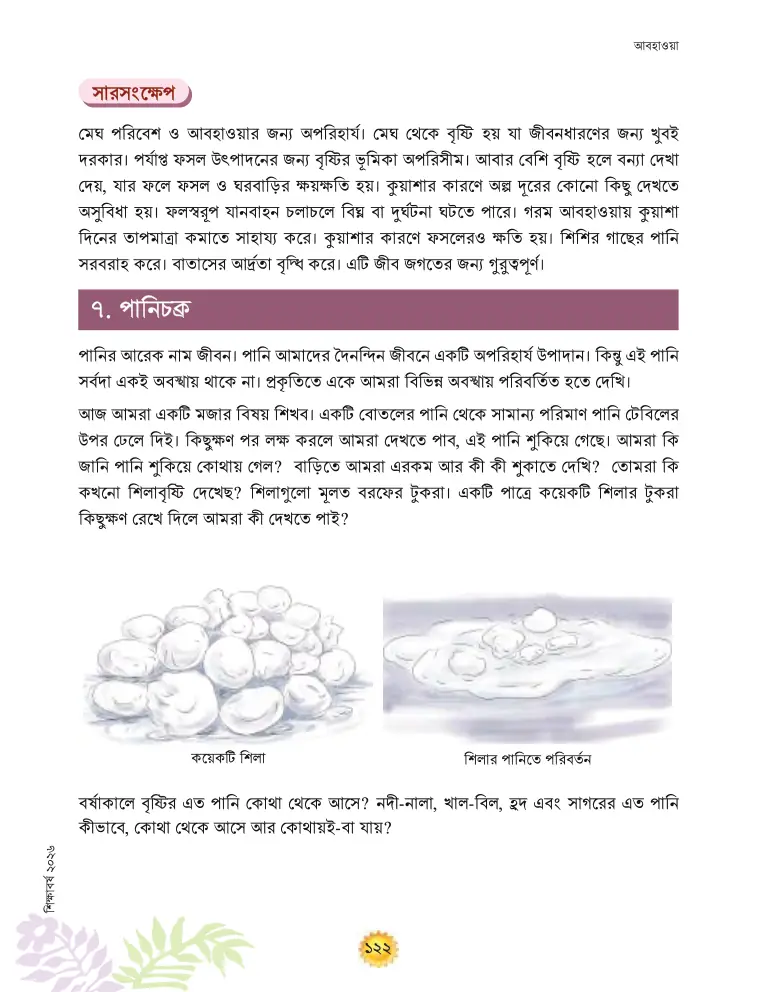 আবহাওয়া
সারসংক্ষেপ
মেঘ পরিবেশ ও আবহাওয়ার জন্য অপরিহার্য। মেঘ থেকে বৃষ্টি হয় যা জীবনধারণের জন্য খুবই
দরকার। পর্যাপ্ত ফসল উৎপাদনের জন্য বৃষ্টির ভূমিকা অপরিসীম। আবার বেশি বৃষ্টি হলে বন্যা দেখা
দেয়, যার ফলে ফসল ও ঘরবাড়ির ক্ষয়ক্ষতি হয়। কুয়াশার কারণে অল্প দূরের কোনো কিছু দেখতে
অসুবিধা হয়। ফলস্বরূপ যানবাহন চলাচলে বিঘ্ন বা দুর্ঘটনা ঘটতে পারে। গরম আবহাওয়ায় কুয়াশা
দিনের তাপমাত্রা কমাতে সাহায্য করে। কুয়াশার কারণে ফসলেরও ক্ষতি হয়। শিশির গাছের পানি
সরবরাহ করে। বাতাসের আর্দ্রতা বৃদ্ধি করে। এটি জীব জগতের জন্য গুরুত্বপূর্ণ।
৭. পানিচক্র
পানির আরেক নাম জীবন। পানি আমাদের দৈনন্দিন জীবনে একটি অপরিহার্য উপাদান। কিন্তু এই পানি
সর্বদা একই অবস্থায় থাকে না। প্রকৃতিতে একে আমরা বিভিন্ন অবস্থায় পরিবর্তিত হতে দেখি।
আজ আমরা একটি মজার বিষয় শিখব। একটি বোতলের পানি থেকে সামান্য পরিমাণ পানি টেবিলের
উপর ঢেলে দিই। কিছুক্ষণ পর লক্ষ করলে আমরা দেখতে পাব, এই পানি শুকিয়ে গেছে। আমরা কি
জানি পানি শুকিয়ে কোথায় গেল? বাড়িতে আমরা এরকম আর কী কী শুকাতে দেখি? তোমরা কি
কখনো শিলাবৃষ্টি দেখেছ? শিলাগুলো মূলত বরফের টুকরা। একটি পাত্রে কয়েকটি শিলার টুকরা
কিছুক্ষণ রেখে দিলে আমরা কী দেখতে পাই?
কয়েকটি শিলা
শিলার পানিতে পরিবর্তন
বর্ষাকালে বৃষ্টির এত পানি কোথা থেকে আসে? নদী-নালা, খাল-বিল, হ্রদ এবং সাগরের এত পানি
কীভাবে, কোথা থেকে আসে আর কোথায়ই-বা যায়?
শিক্ষাবর্ষ ২০২৬
১২২